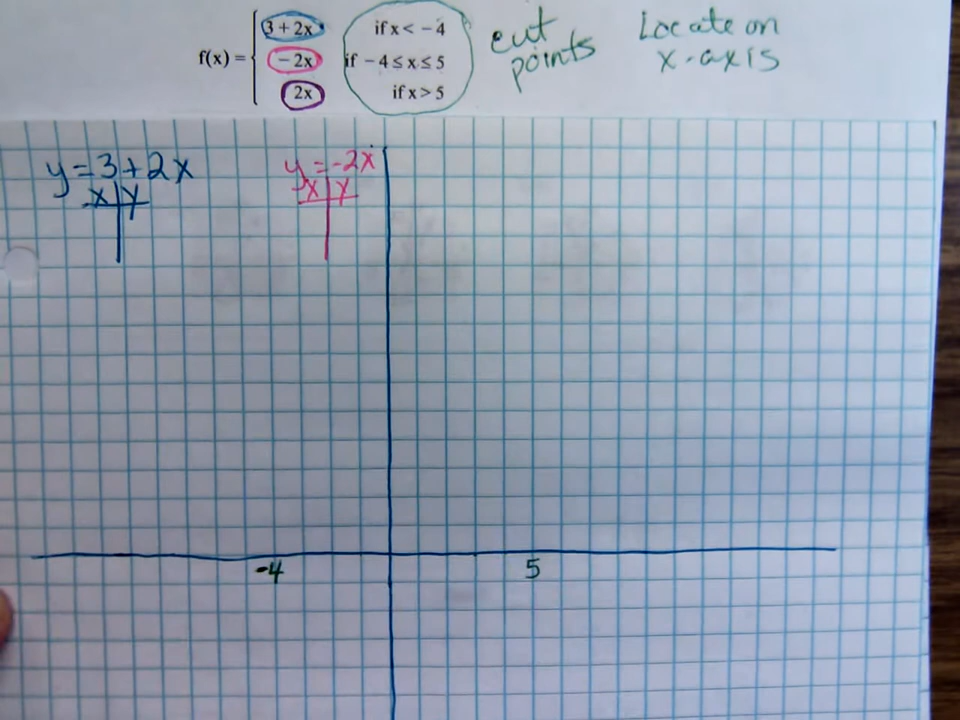 3 + 2x if x < −4
f(x) = − 2x if −4 ≤ x ≤ 5
2x if x > 5
cut points
Locate on
x-axis
y = 3 + 2x
x y
y = -2x
x y
-4 5